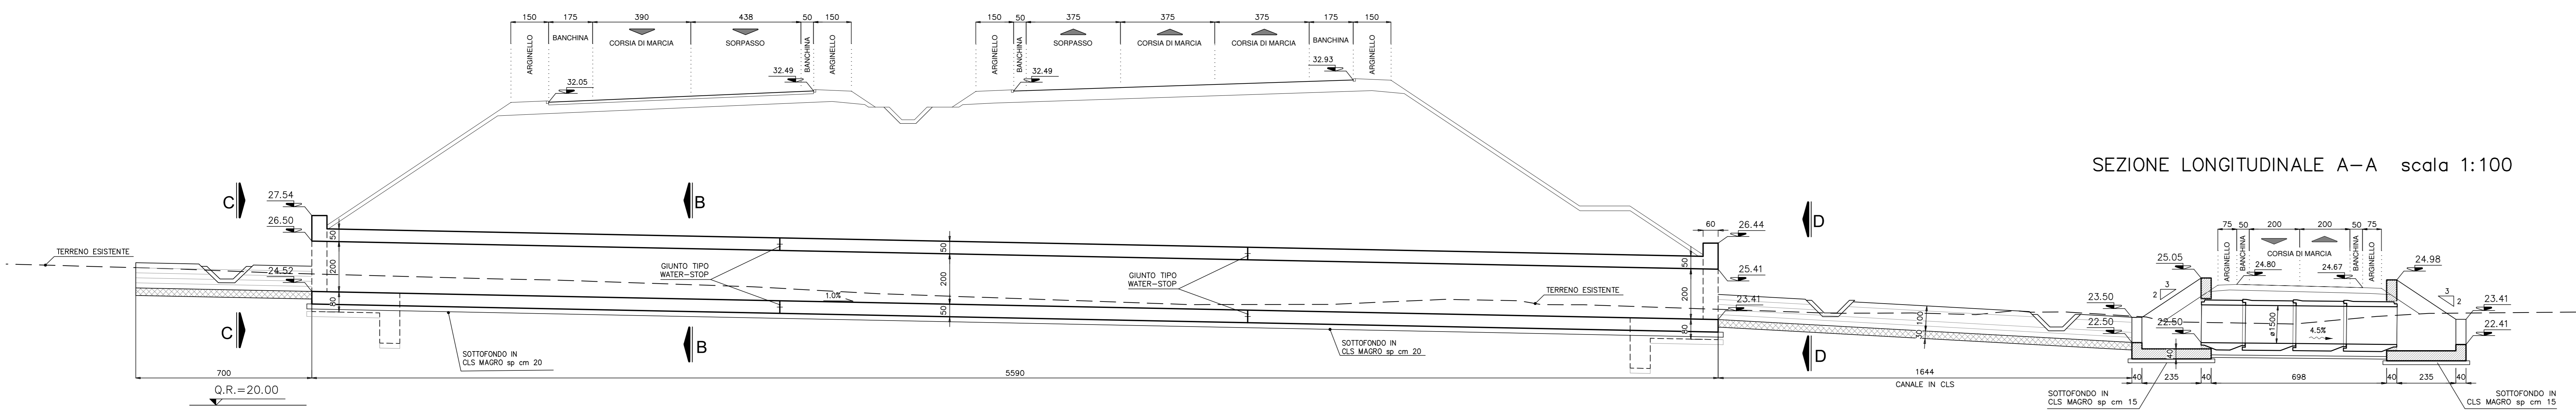 150 175 390 438 50 150
150 50 375 375 375 175 150
ARGINELLO
BANCHINA
CORSIA DI MARCIA
SORPASSO
BANCHINA
ARGINELLO
ARGINELLO
BANCHINA
SORPASSO
CORSIA DI MARCIA
CORSIA DI MARCIA
BANCHINA
ARGINELLO
32.05
32.49
32.49
32.93
SEZIONE LONGITUDINALE A-A scala 1:100
C
B
D
27.54
26.50
24.52
TERRENO ESISTENTE
50
200
80
GIUNTO TIPO
WATER-STOP
1.0%
50
200
50
GIUNTO TIPO
WATER-STOP
TERRENO ESISTENTE
60
26.44
25.41
23.41
50
200
80
C
B
D
SOTTOFONDO IN
CLS MAGRO sp cm 20
SOTTOFONDO IN
CLS MAGRO sp cm 20
100
30
75 50 200 200 50 75
ARGINELLO
BANCHINA
CORSIA DI MARCIA
BANCHINA
ARGINELLO
24.80
24.67
25.05
24.98
3
2
3
2
23.50
22.50
22.50
23.41
22.41
ø1500
4.5%
40
700
5590
1644
CANALE IN CLS
40 235 40 698 40 235 40
SOTTOFONDO IN
CLS MAGRO sp cm 15
SOTTOFONDO IN
CLS MAGRO sp cm 15
Q.R.=20.00